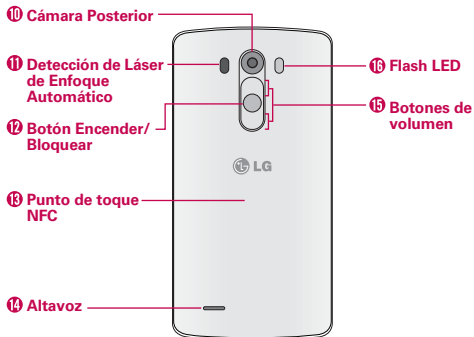 ⑩ Cámara Posterior
⑪ Detección de Láser
de Enfoque
Automático
⑫ Botón Encender/
Bloquear
⑬ Punto de toque
NFC
⑭ Altavoz
⑯ Flash LED
⑮ Botones de
volumen
LG